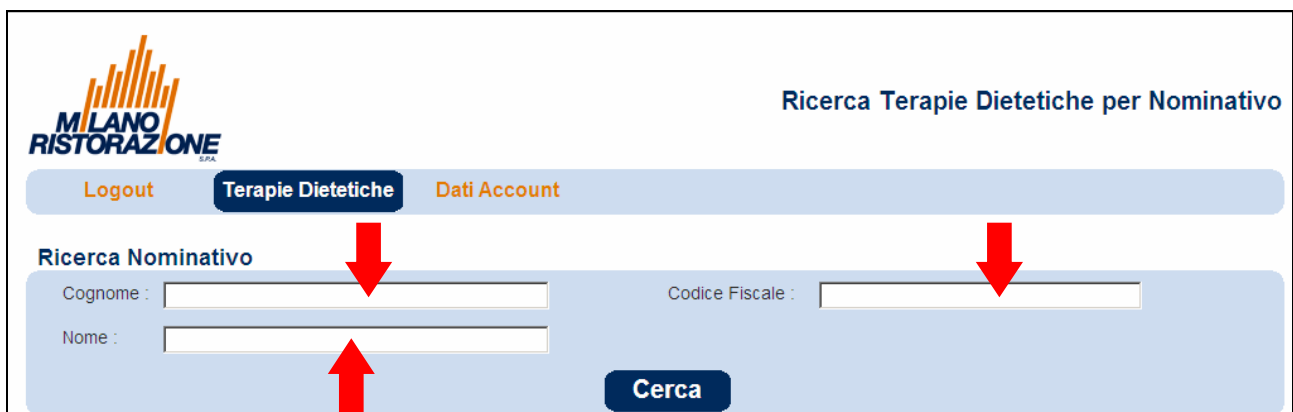 MILANO
RISTORAZIONE
S.P.A.
Ricerca Terapie Dietetiche per Nominativo
Logout Terapie Dietetiche Dati Account
Ricerca Nominativo
Cognome : Codice Fiscale :
Nome :
Cerca